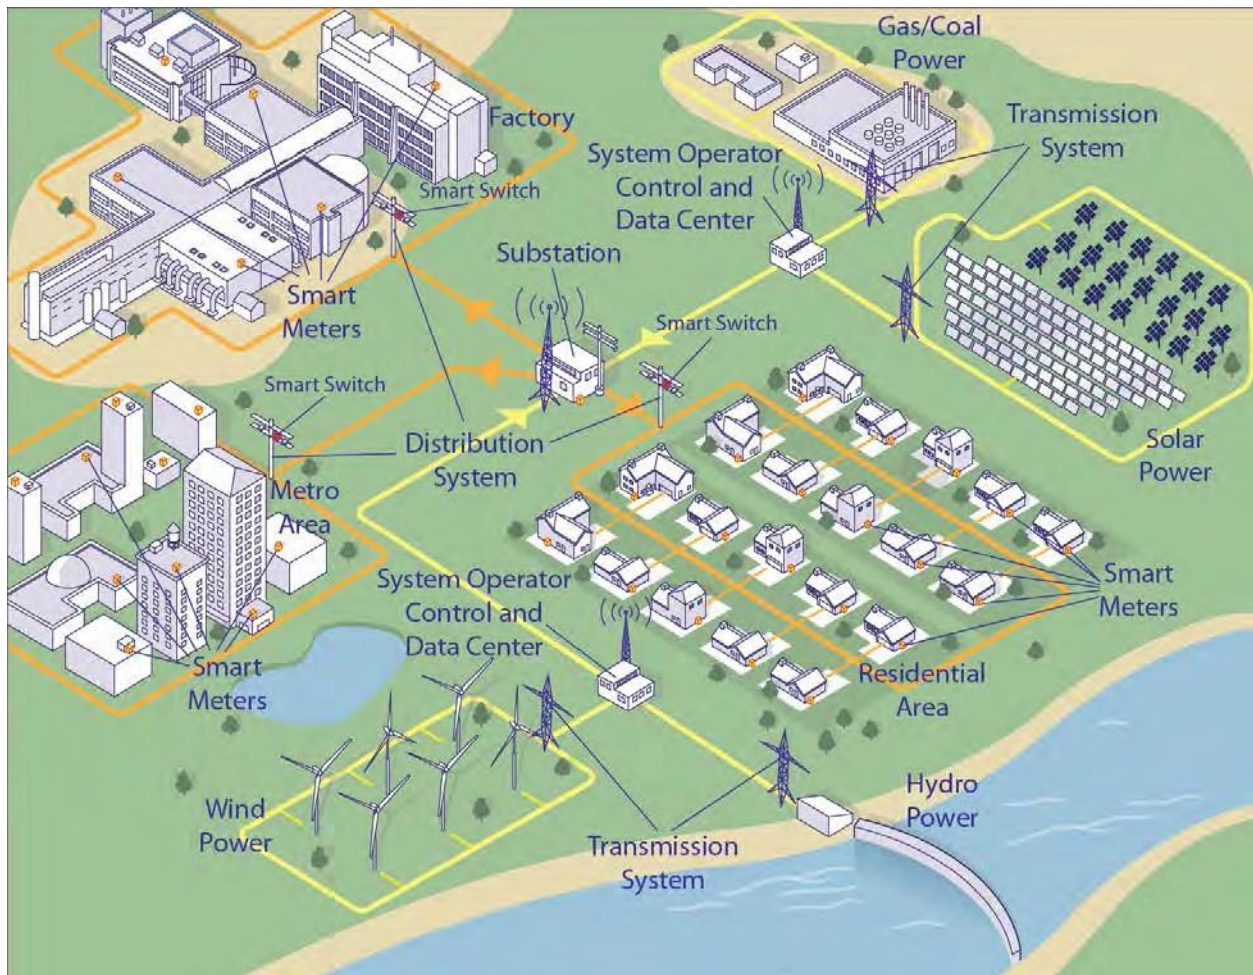 Gas/Coal
Power
Factory
Transmission
System
System Operator
Control and
Data Center
Smart Switch
Substation
Smart
Meters
Smart Switch
Smart Switch
Distribution
System
Solar
Power
Metro
Area
System Operator
Control and
Data Center
Smart
Meters
Smart
Meters
Residential
Area
Wind
Power
Hydro
Power
Transmission
System